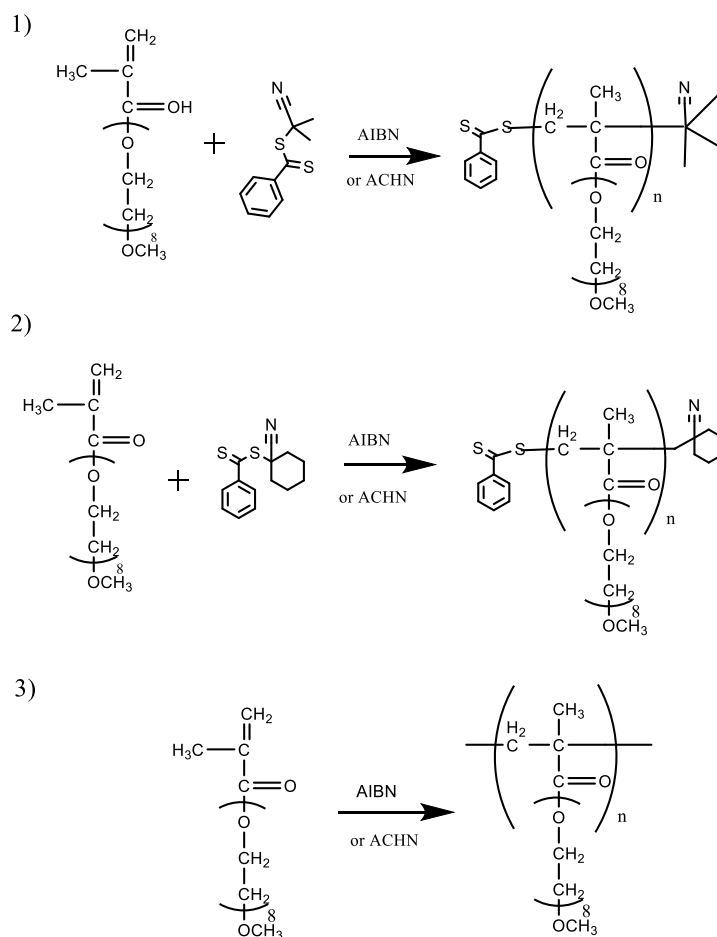 1)
CH2
H3C C
C OH
O
CH2
CH2
8
OCH3
+
N
S
S
AIBN
or ACHN
CH3
N
H2
S S C C
C O
n
O
CH2
CH2
8
OCH3
2)
CH2
H3C C
C O
O
CH2
CH2
8
OCH3
+
N
S S
AIBN
or ACHN
CH3
N
H2
S S C C
C O
n
O
CH2
CH2
8
OCH3
3)
CH2
H3C C
C O
O
CH2
CH2
8
OCH3
AIBN
or ACHN
CH3
H2
C C
C O
n
O
CH2
CH2
8
OCH3